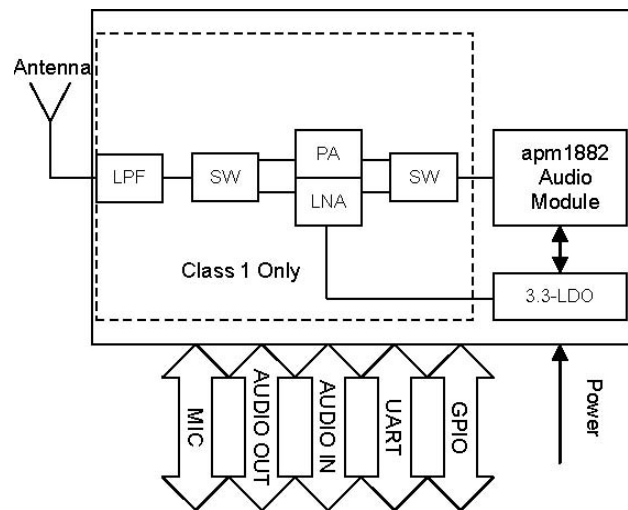 Antenna
LPF
SW
PA
LNA
SW
apm1882
Audio
Module
Class 1 Only
3.3-LDO
MIC
AUDIO OUT
AUDIO IN
UART
GPIO
Power